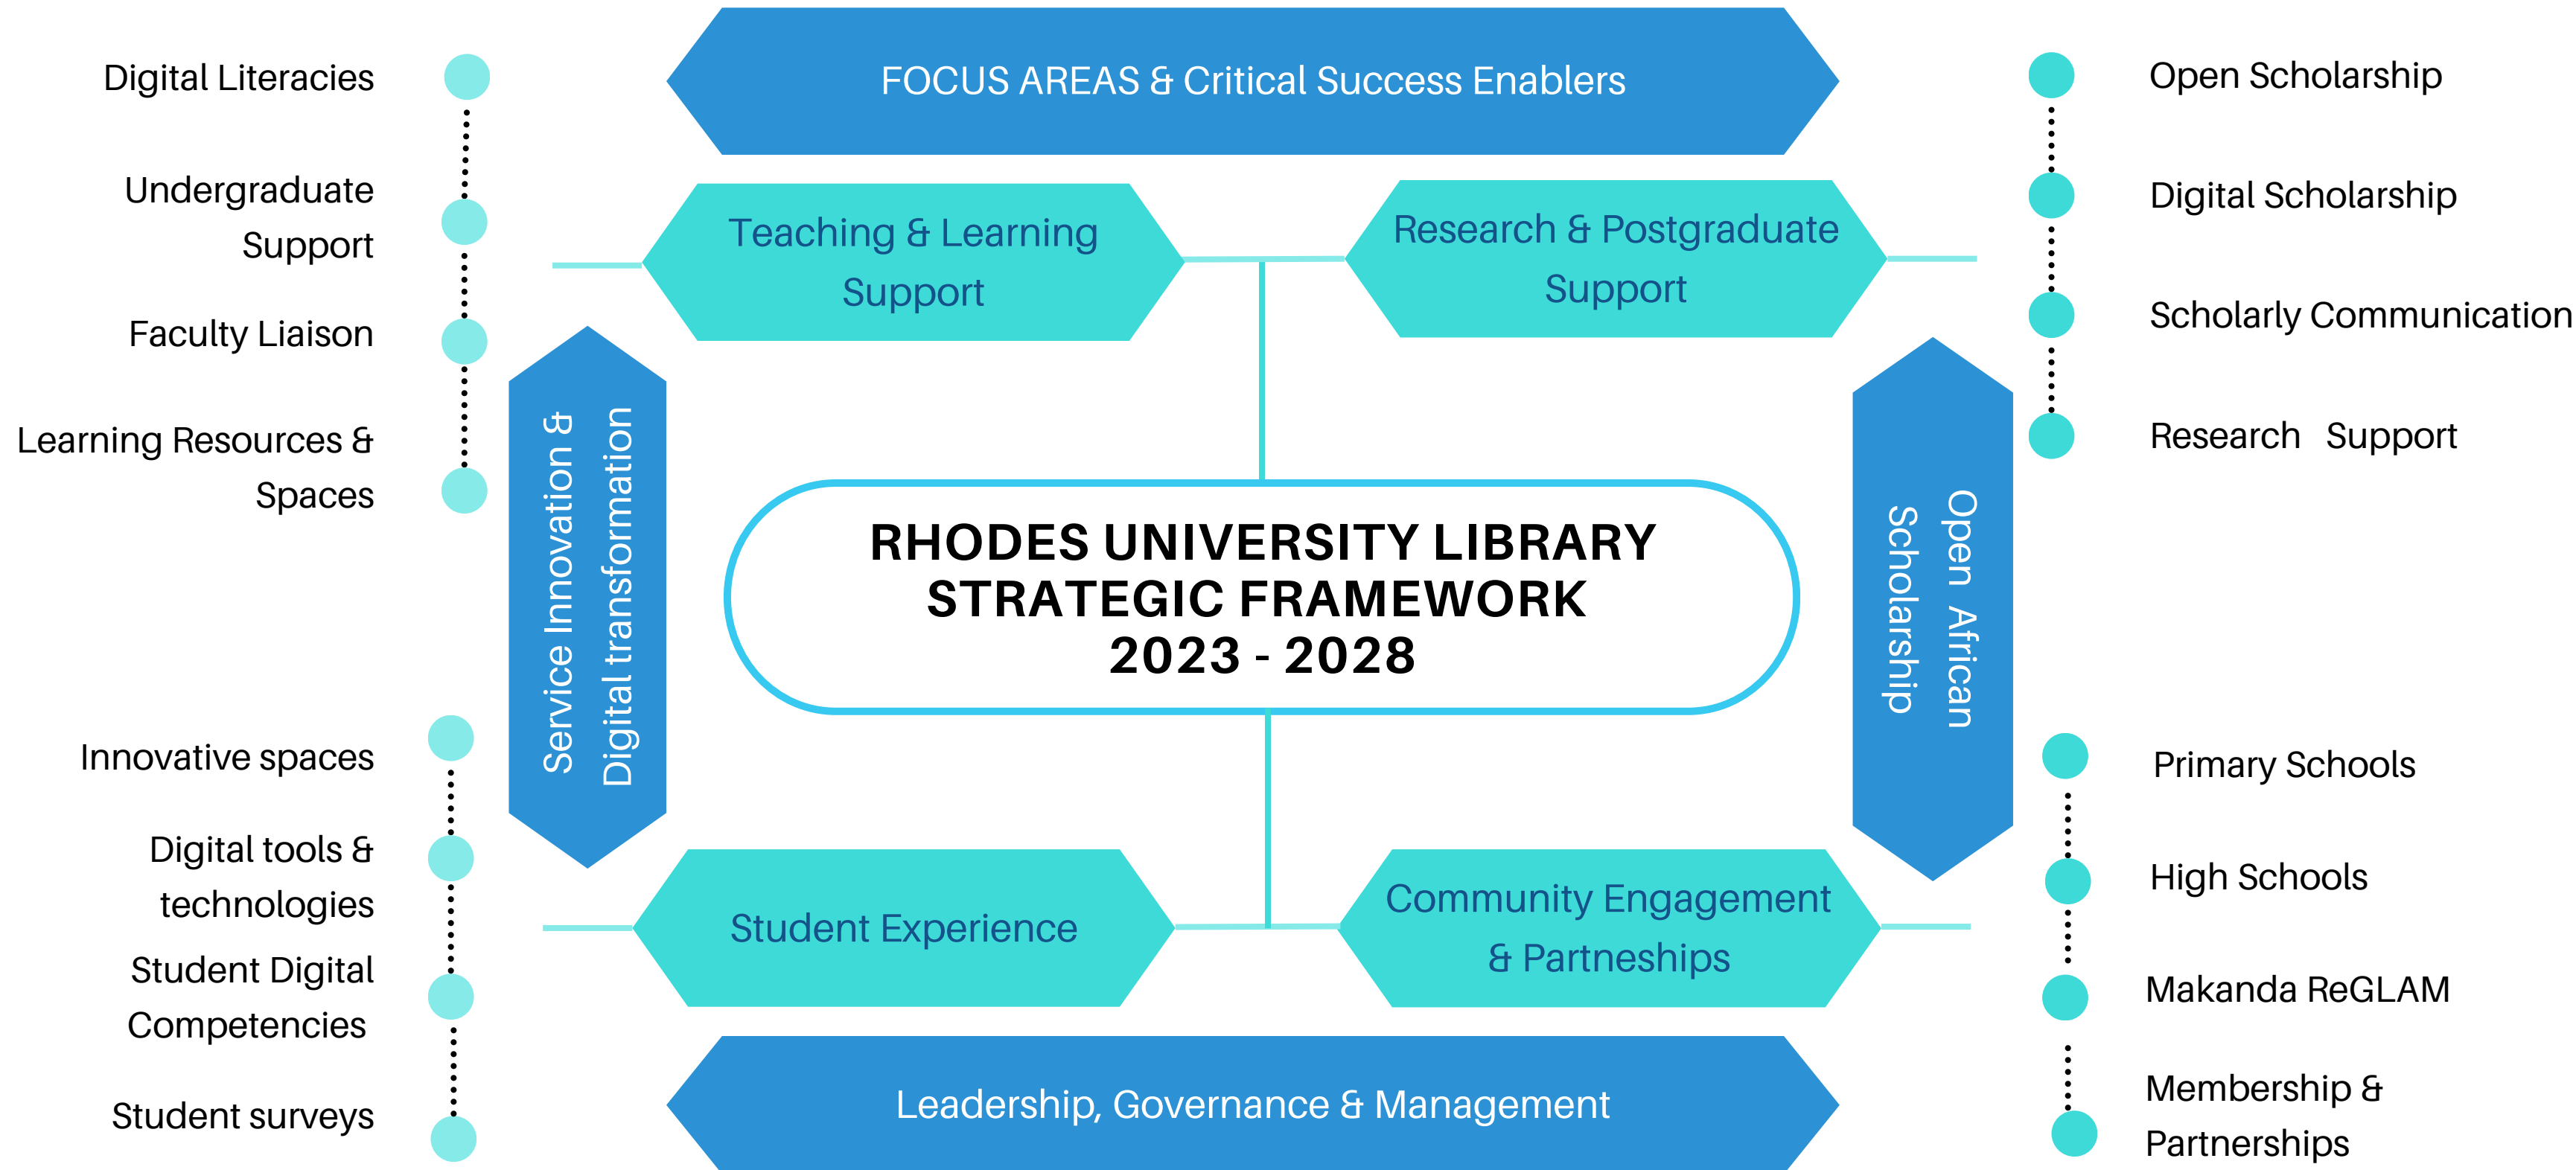 FOCUS AREAS & Critical Success Enablers
Digital Literacies
Undergraduate
Support
Faculty Liaison
Learning Resources &
Spaces
Teaching & Learning
Support
Research & Postgraduate
Support
Open Scholarship
Digital Scholarship
Scholarly Communication
Research Support
Service Innovation &
Digital transformation
RHODES UNIVERSITY LIBRARY
STRATEGIC FRAMEWORK
2023 - 2028
Open African
Scholarship
Innovative spaces
Digital tools &
technologies
Student Digital
Competencies
Student surveys
Student Experience
Community Engagement
& Partneships
Primary Schools
High Schools
Makanda ReGLAM
Membership &
Partnerships
Leadership, Governance & Management